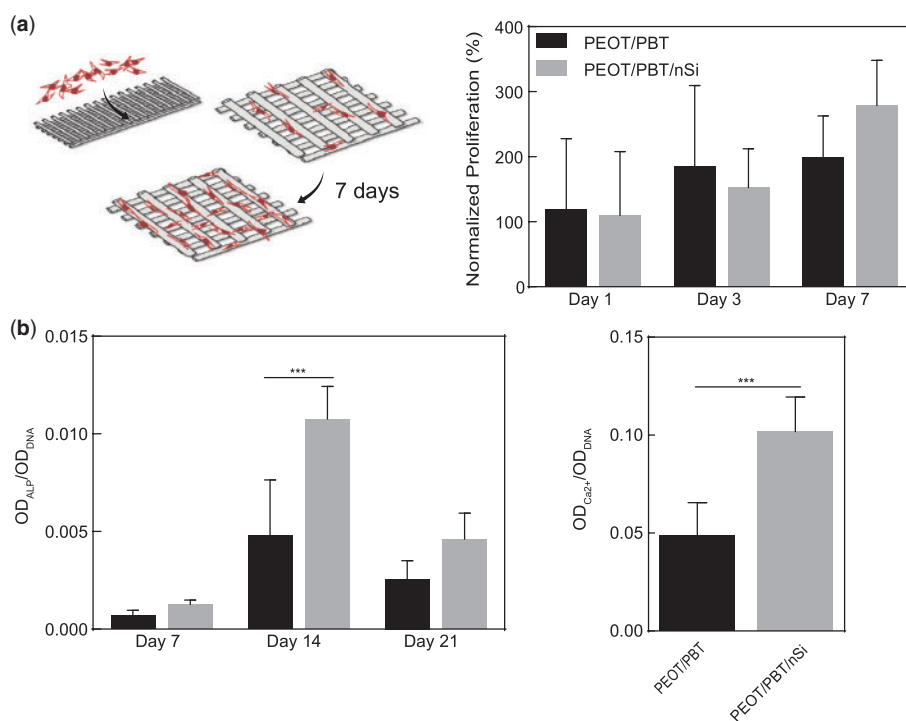 (a)
7 days
Normalized Proliferation (%)
400
300
200
100
0
PEOT/PBT
PEOT/PBT/nSi
Day 1 Day 3 Day 7
(b)
OD_ALP/OD_DNA
0.015
0.010
0.005
0.000
***
Day 7 Day 14 Day 21
OD_Ca2+/OD_DNA
0.15
0.10
0.05
0.00
***
PEOT/PBT
PEOT/PBT/nSi